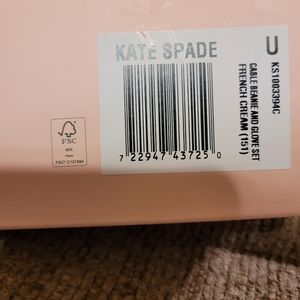 KATE SPADE
7 22947 43725 0
U
KS1003394C
CABLE BEANIE AND GLOVE SET
FRENCH CREAM (151)
FSC
MIX
Paper
FSC® C131584